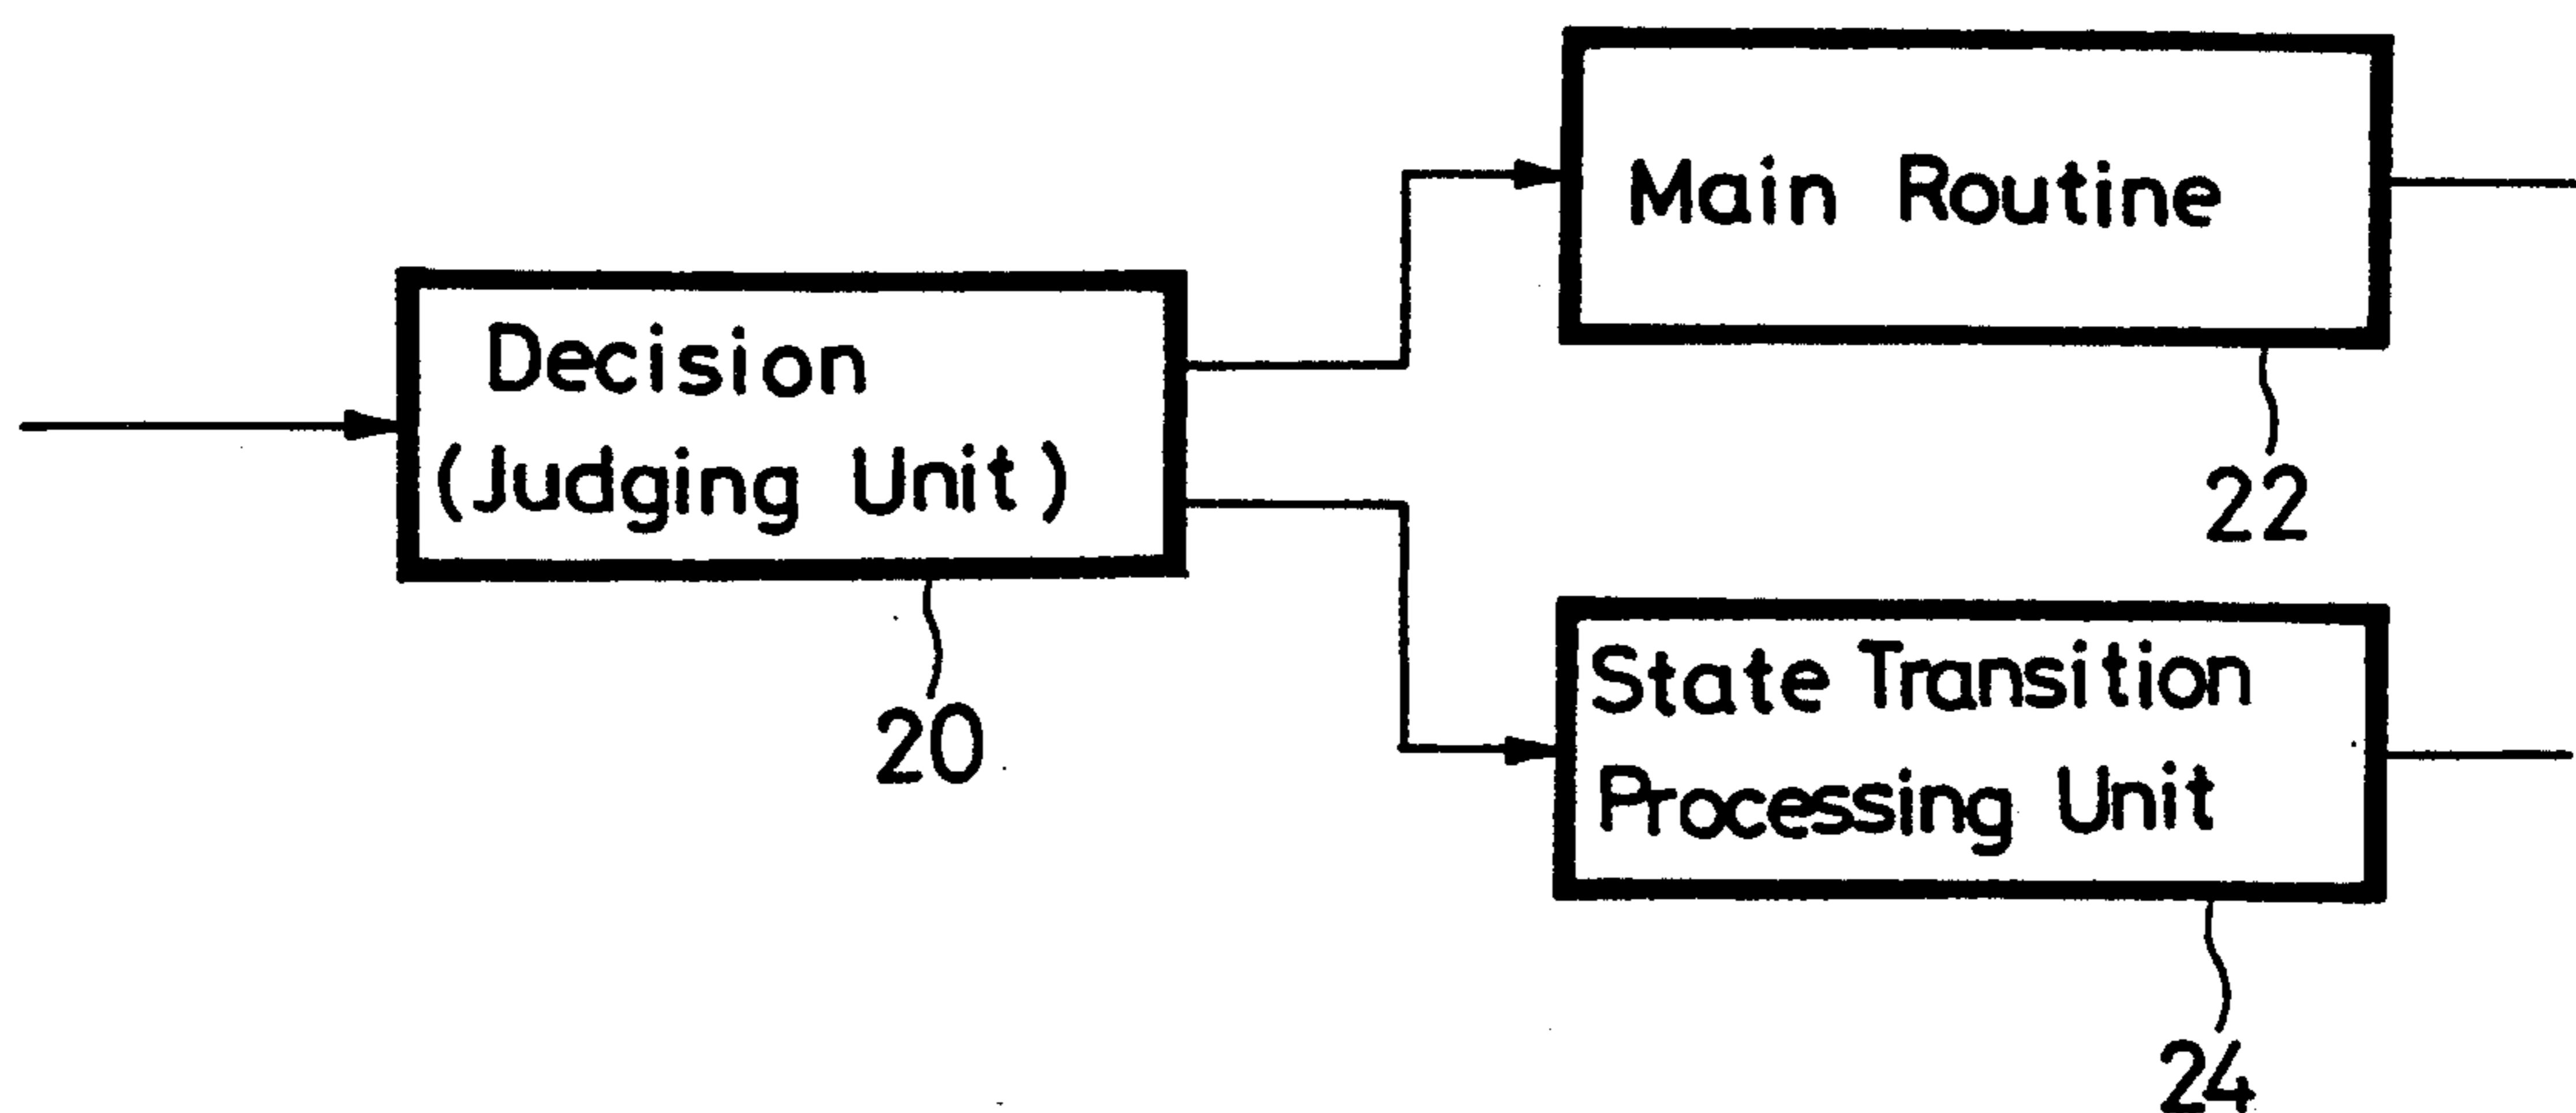 Decision
(Judging Unit)
20
Main Routine
22
State Transition
Processing Unit
24